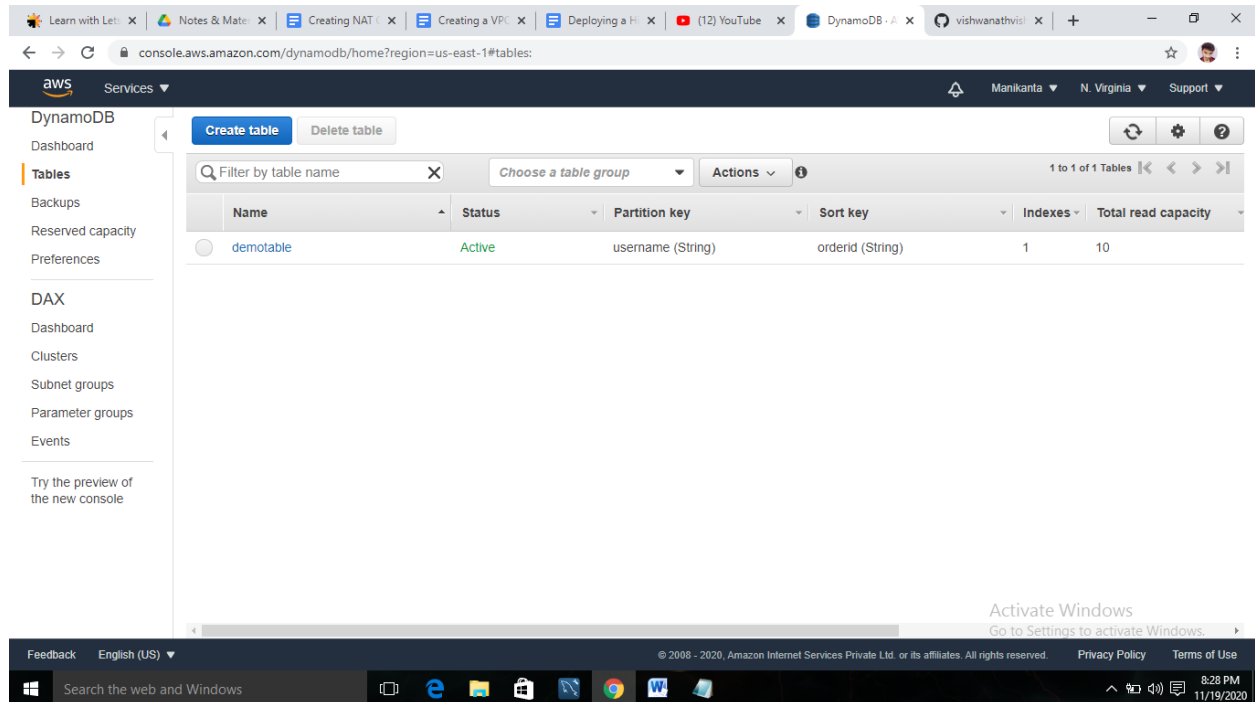 Learn with Lets
Notes & Mater
Creating NAT G
Creating a VPC
Deploying a Hi
(12) YouTube
DynamoDB · A
vishwanathvis
console.aws.amazon.com/dynamodb/home?region=us-east-1#tables:
aws
Services
Manikanta
N. Virginia
Support
DynamoDB
Dashboard
Tables
Backups
Reserved capacity
Preferences
DAX
Dashboard
Clusters
Subnet groups
Parameter groups
Events
Try the preview of
the new console
Create table
Delete table
Filter by table name
Choose a table group
Actions
1 to 1 of 1 Tables
Name
Status
Partition key
Sort key
Indexes
Total read capacity
demotable
Active
username (String)
orderid (String)
1
10
Activate Windows
Go to Settings to activate Windows.
Feedback
English (US)
© 2008 - 2020, Amazon Internet Services Private Ltd. or its affiliates. All rights reserved.
Privacy Policy
Terms of Use
Search the web and Windows
8:28 PM
11/19/2020